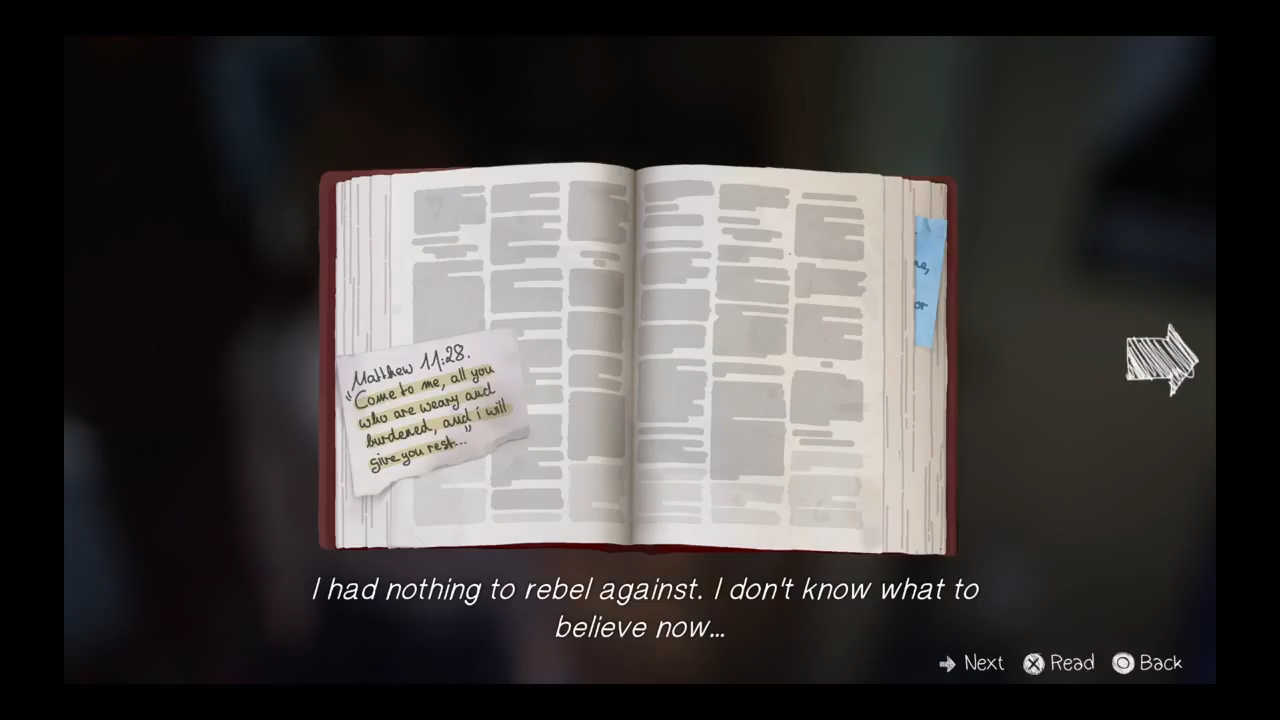 Matthew 11:28.
"Come to me, all you
who are weary and
burdened, and i will
give you rest..."
or
I had nothing to rebel against. I don't know what to
believe now...
Next Read Back